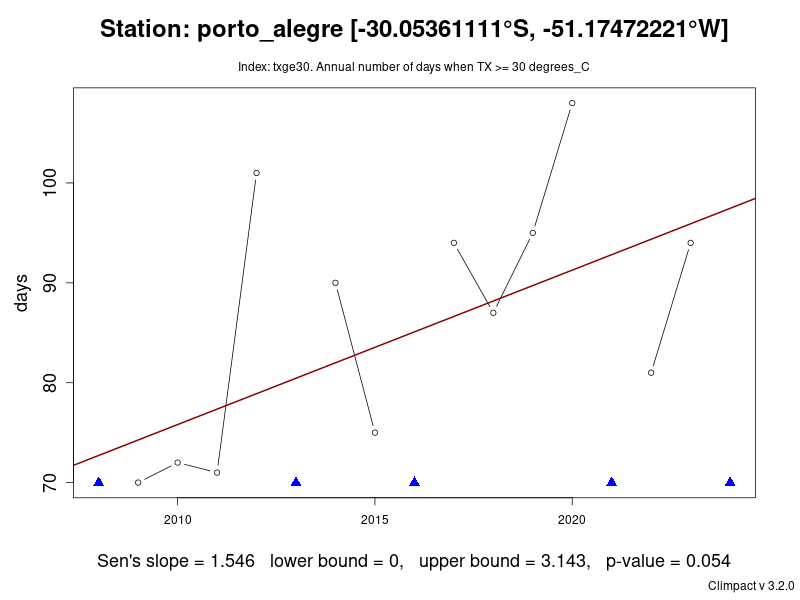 Station: porto_alegre [-30.05361111°S, -51.17472221°W]
Index: txge30. Annual number of days when TX >= 30 degrees_C
100
90
80
70
days
2010 2015 2020
Sen's slope = 1.546 lower bound = 0, upper bound = 3.143, p-value = 0.054
Climpact v 3.2.0